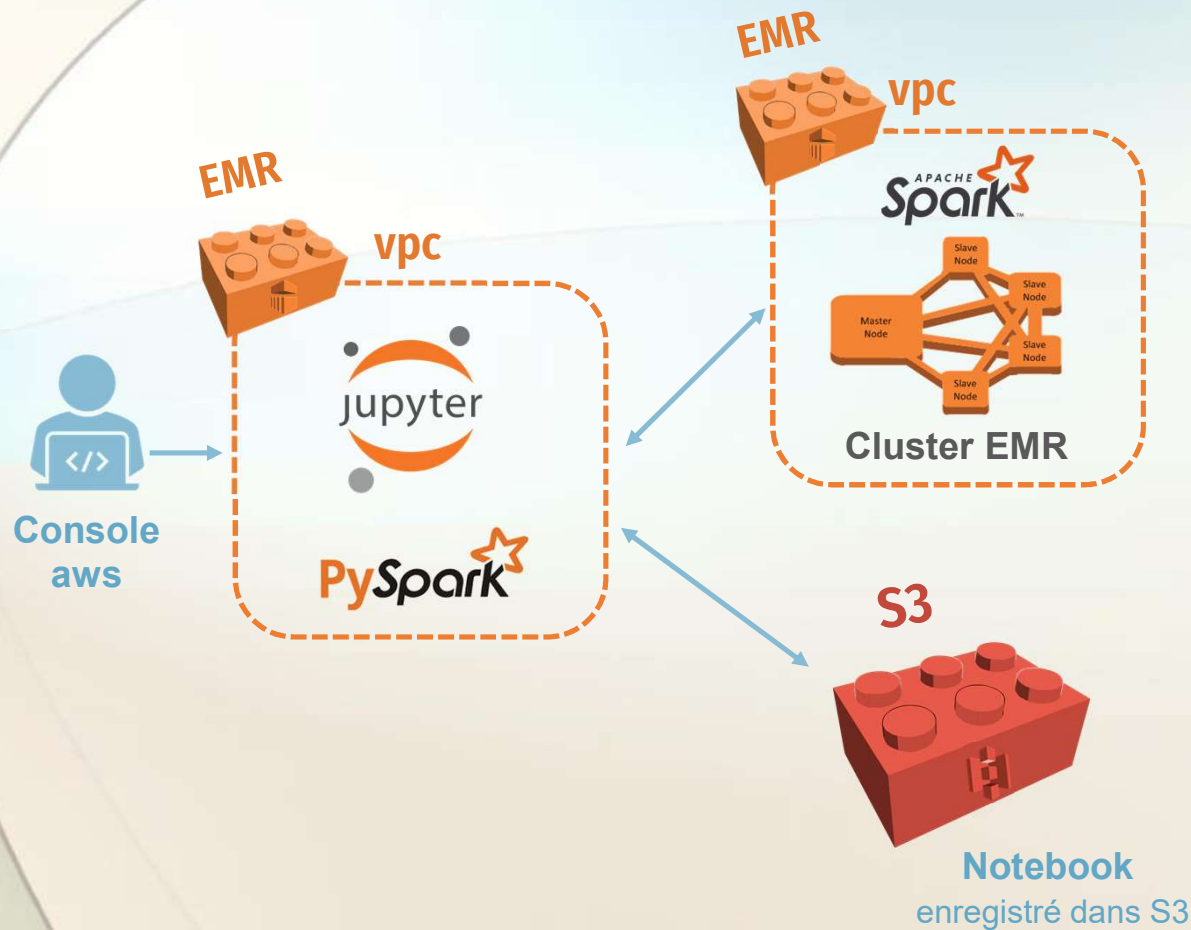 EMR
vpc
jupyter
PySpark
Console
aws
EMR
vpc
APACHE
Spark
TM
Slave
Node
Slave
Node
Master
Node
Slave
Node
Slave
Node
Cluster EMR
S3
Notebook
enregistré dans S3